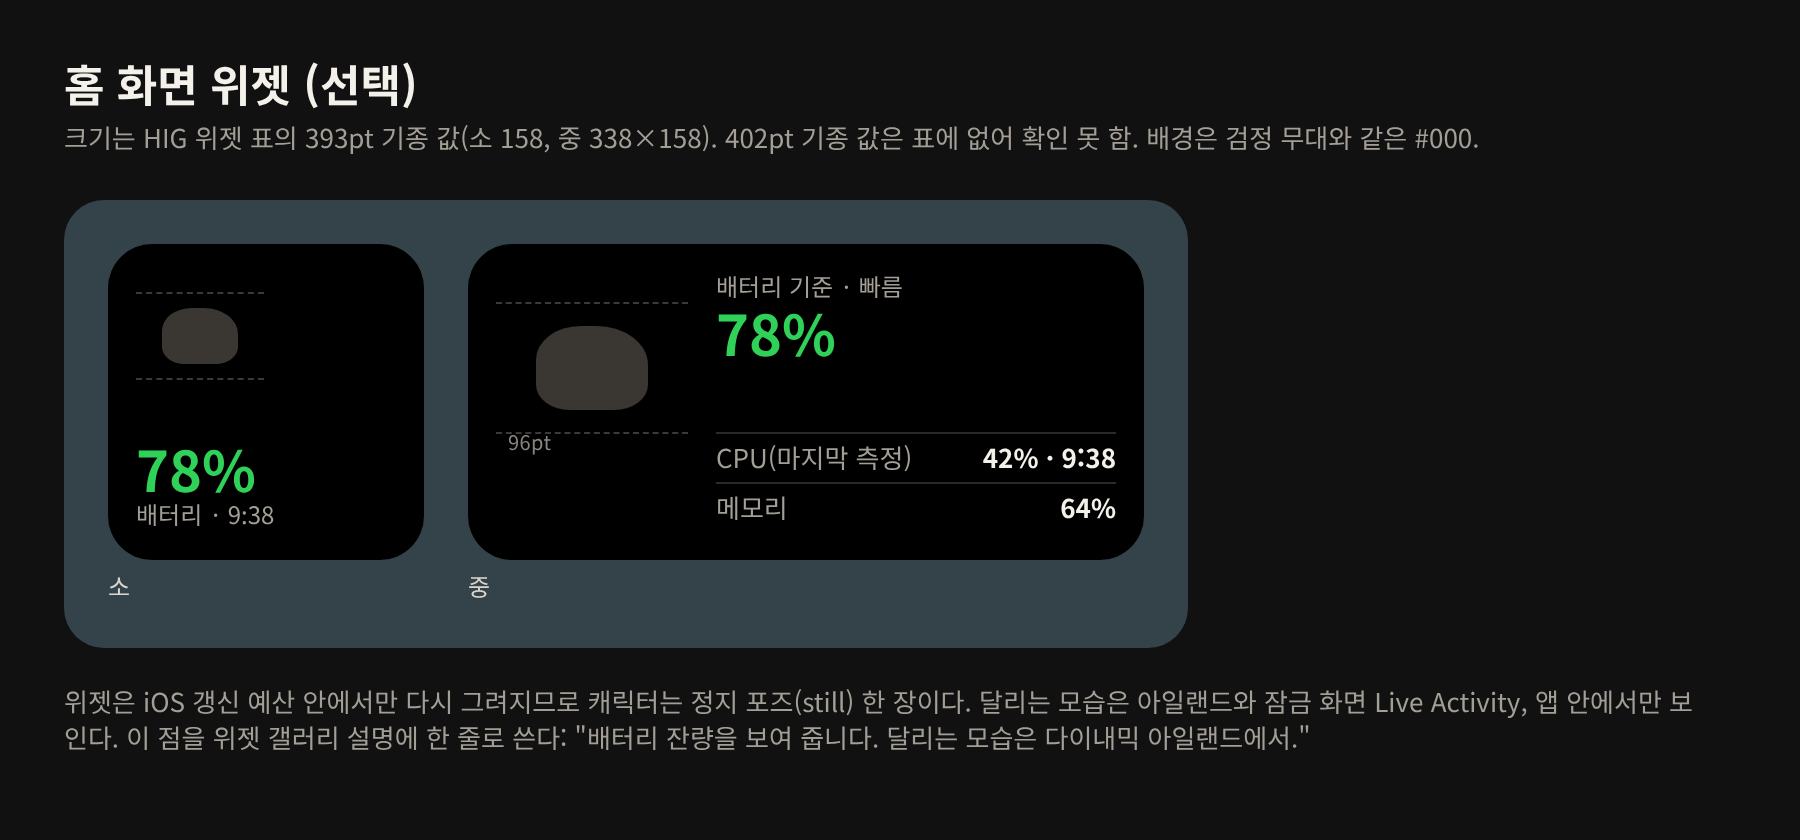 홈 화면 위젯 (선택)
크기는 HIG 위젯 표의 393pt 기종 값(소 158, 중 338×158). 402pt 기종 값은 표에 없어 확인 못 함. 배경은 검정 무대와 같은 #000.
78%
배터리 · 9:38
소
96pt
배터리 기준 · 빠름
78%
CPU(마지막 측정) 42% · 9:38
메모리 64%
중
위젯은 iOS 갱신 예산 안에서만 다시 그려지므로 캐릭터는 정지 포즈(still) 한 장이다. 달리는 모습은 아일랜드와 잠금 화면 Live Activity, 앱 안에서만 보
인다. 이 점을 위젯 갤러리 설명에 한 줄로 쓴다: "배터리 잔량을 보여 줍니다. 달리는 모습은 다이내믹 아일랜드에서."